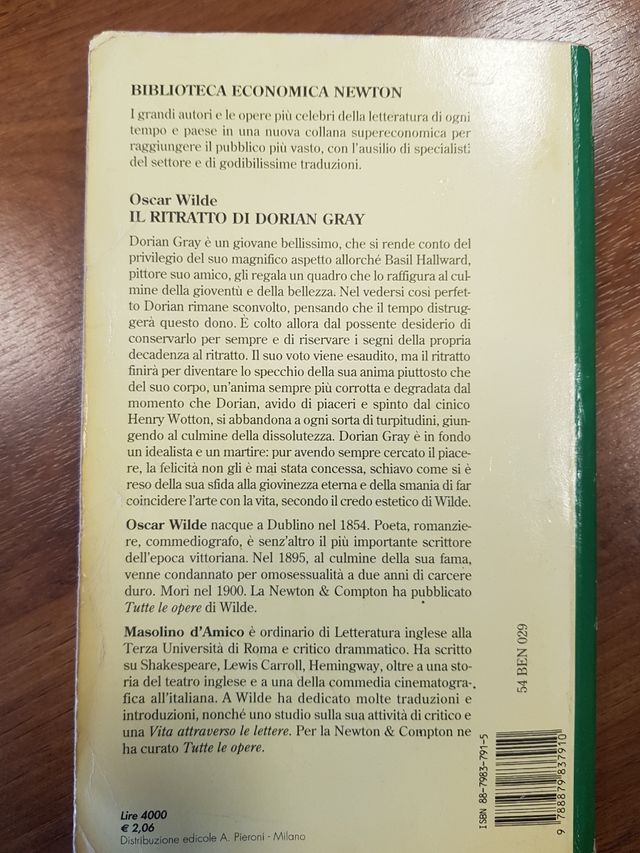 BIBLIOTECA ECONOMICA NEWTON
I grandi autori e le opere più celebri della letteratura di ogni
tempo e paese in una nuova collana supereconomica per
raggiungere il pubblico più vasto, con l'ausilio di specialisti
del settore e di godibilissime traduzioni.
Oscar Wilde
IL RITRATTO DI DORIAN GRAY
Dorian Gray è un giovane bellissimo, che si rende conto del
privilegio del suo magnifico aspetto allorché Basil Hallward,
pittore suo amico, gli regala un quadro che lo raffigura al cul-
mine della gioventù e della bellezza. Nel vedersi così perfet-
to Dorian rimane sconvolto, pensando che il tempo distrug-
gerà questo dono. È colto allora dal possente desiderio di
conservarlo per sempre e di riservare i segni della propria
decadenza al ritratto. Il suo voto viene esaudito, ma il ritratto
finirà per diventare lo specchio della sua anima piuttosto che
del suo corpo, un'anima sempre più corrotta e degradata dal
momento che Dorian, avido di piaceri e spinto dal cinico
Henry Wotton, si abbandona a ogni sorta di turpitudini, giun-
gendo al culmine della dissolutezza. Dorian Gray è in fondo
un idealista e un martire: pur avendo sempre cercato il piace-
re, la felicità non gli è mai stata concessa, schiavo come si è
reso della sua sfida alla giovinezza eterna e della smania di far
coincidere l'arte con la vita, secondo il credo estetico di Wilde.
Oscar Wilde nacque a Dublino nel 1854. Poeta, romanzie-
re, commediografo, è senz'altro il più importante scrittore
dell'epoca vittoriana. Nel 1895, al culmine della sua fama,
venne condannato per omosessualità a due anni di carcere
duro. Morì nel 1900. La Newton & Compton ha pubblicato
Tutte le opere di Wilde.
Masolino d'Amico è ordinario di Letteratura inglese alla
Terza Università di Roma e critico drammatico. Ha scritto
su Shakespeare, Lewis Carroll, Hemingway, oltre a una sto-
ria del teatro inglese e a una della commedia cinematogra-
fica all'italiana. A Wilde ha dedicato molte traduzioni e
introduzioni, nonché uno studio sulla sua attività di critico e
una Vita attraverso le lettere. Per la Newton & Compton ne
ha curato Tutte le opere.
Lire 4000
€ 2,06
Distribuzione edicole A. Pieroni - Milano
54 BEN 029
ISBN 88-7983-791-5
9 788879 837910